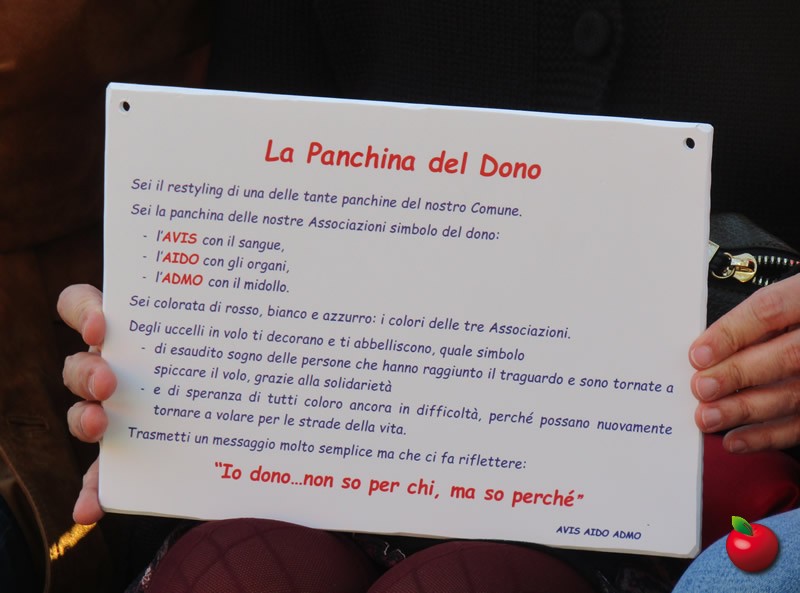 La Panchina del Dono
Sei il restyling di una delle tante panchine del nostro Comune.
Sei la panchina delle nostre Associazioni simbolo del dono:
- l'AVIS con il sangue,
- l'AIDO con gli organi,
- l'ADMO con il midollo.
Sei colorata di rosso, bianco e azzurro: i colori delle tre Associazioni.
Degli uccelli in volo ti decorano e ti abbelliscono, quale simbolo
- di esaudito sogno delle persone che hanno raggiunto il traguardo e sono tornate a
spiccare il volo, grazie alla solidarietà
- e di speranza di tutti coloro ancora in difficoltà, perché possano nuovamente
tornare a volare per le strade della vita.
Trasmetti un messaggio molto semplice ma che ci fa riflettere:
"Io dono...non so per chi, ma so perché"
AVIS AIDO ADMO